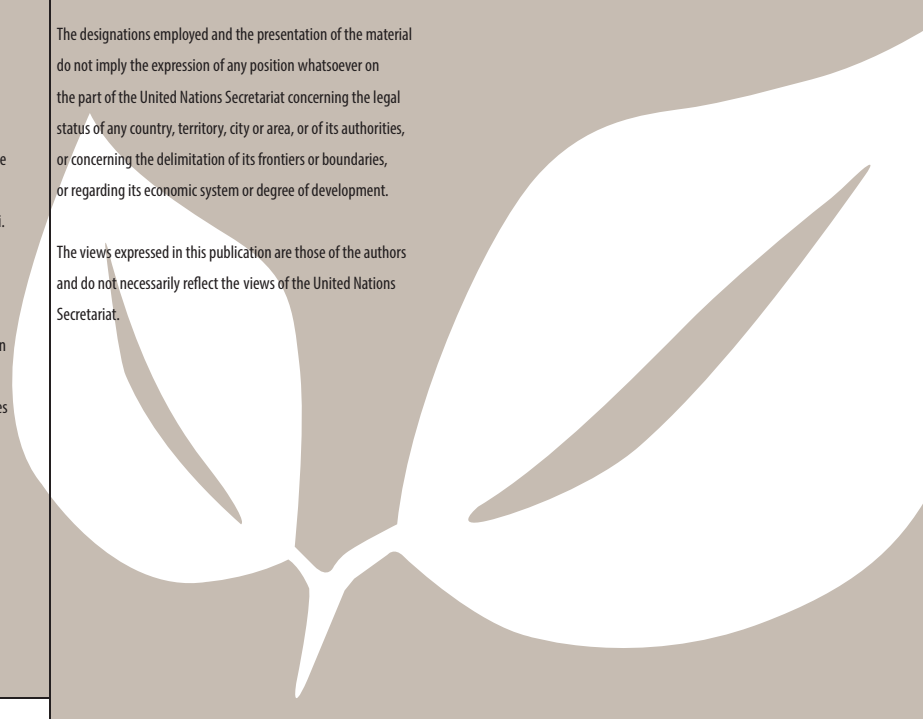 The designations employed and the presentation of the material
do not imply the expression of any position whatsoever on
the part of the United Nations Secretariat concerning the legal
status of any country, territory, city or area, or of its authorities,
or concerning the delimitation of its frontiers or boundaries,
or regarding its economic system or degree of development.
The views expressed in this publication are those of the authors
and do not necessarily reflect the views of the United Nations
Secretariat.